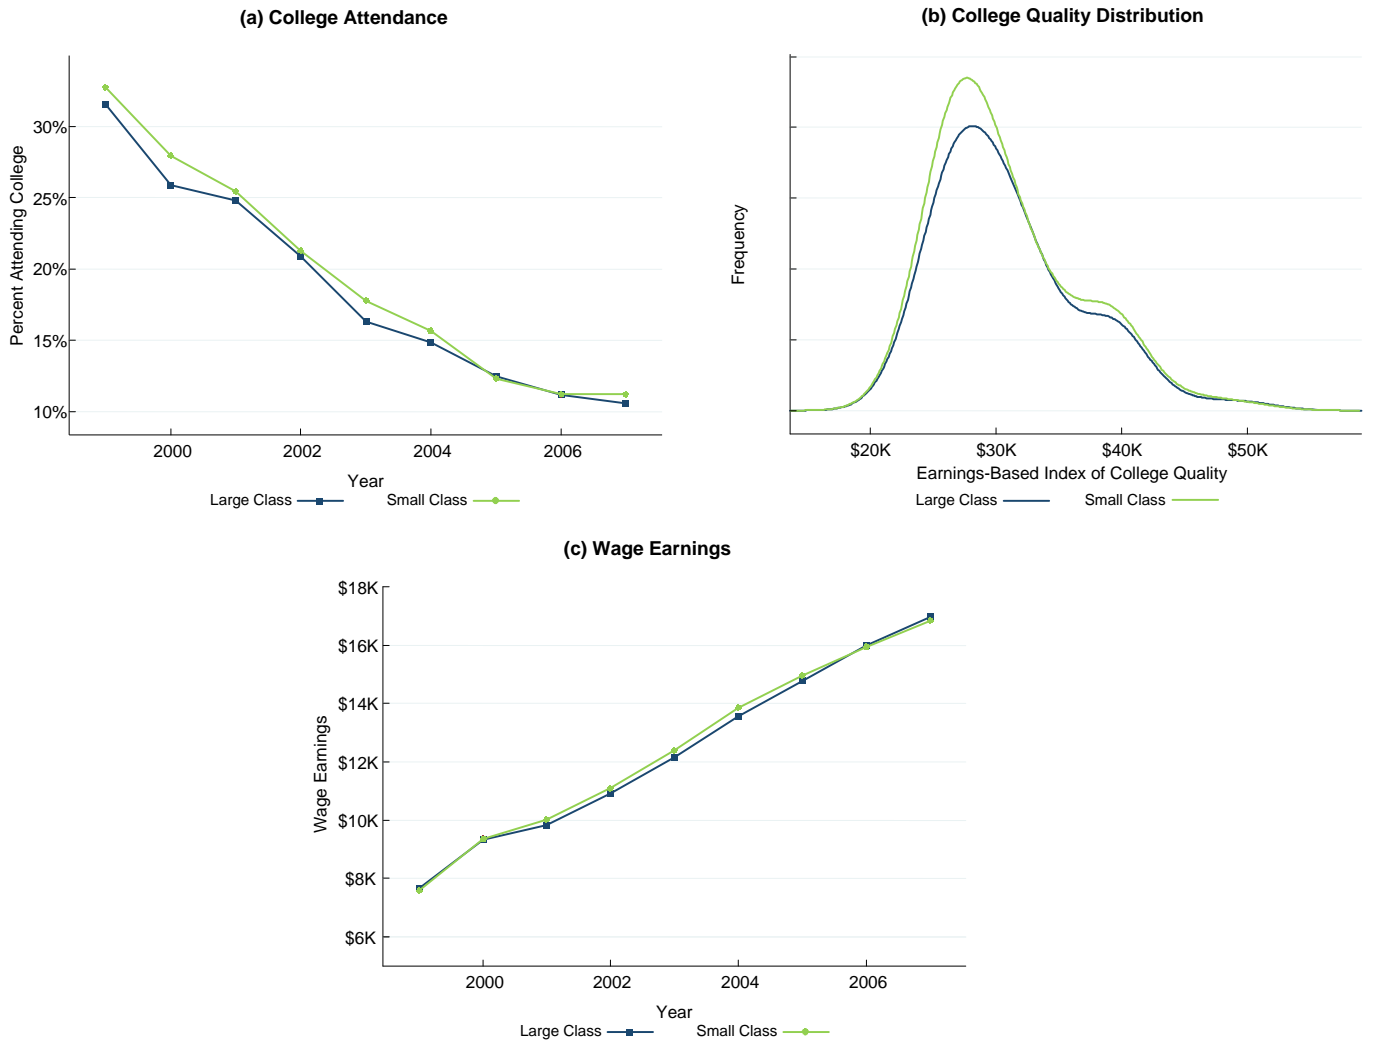 (a) College Attendance
Percent Attending College
30%
25%
20%
15%
10%
2000 2002 2004 2006
Year
Large Class Small Class
(b) College Quality Distribution
Frequency
$20K $30K $40K $50K
Earnings-Based Index of College Quality
Large Class Small Class
(c) Wage Earnings
Wage Earnings
$18K
$16K
$14K
$12K
$10K
$8K
$6K
2000 2002 2004 2006
Year
Large Class Small Class